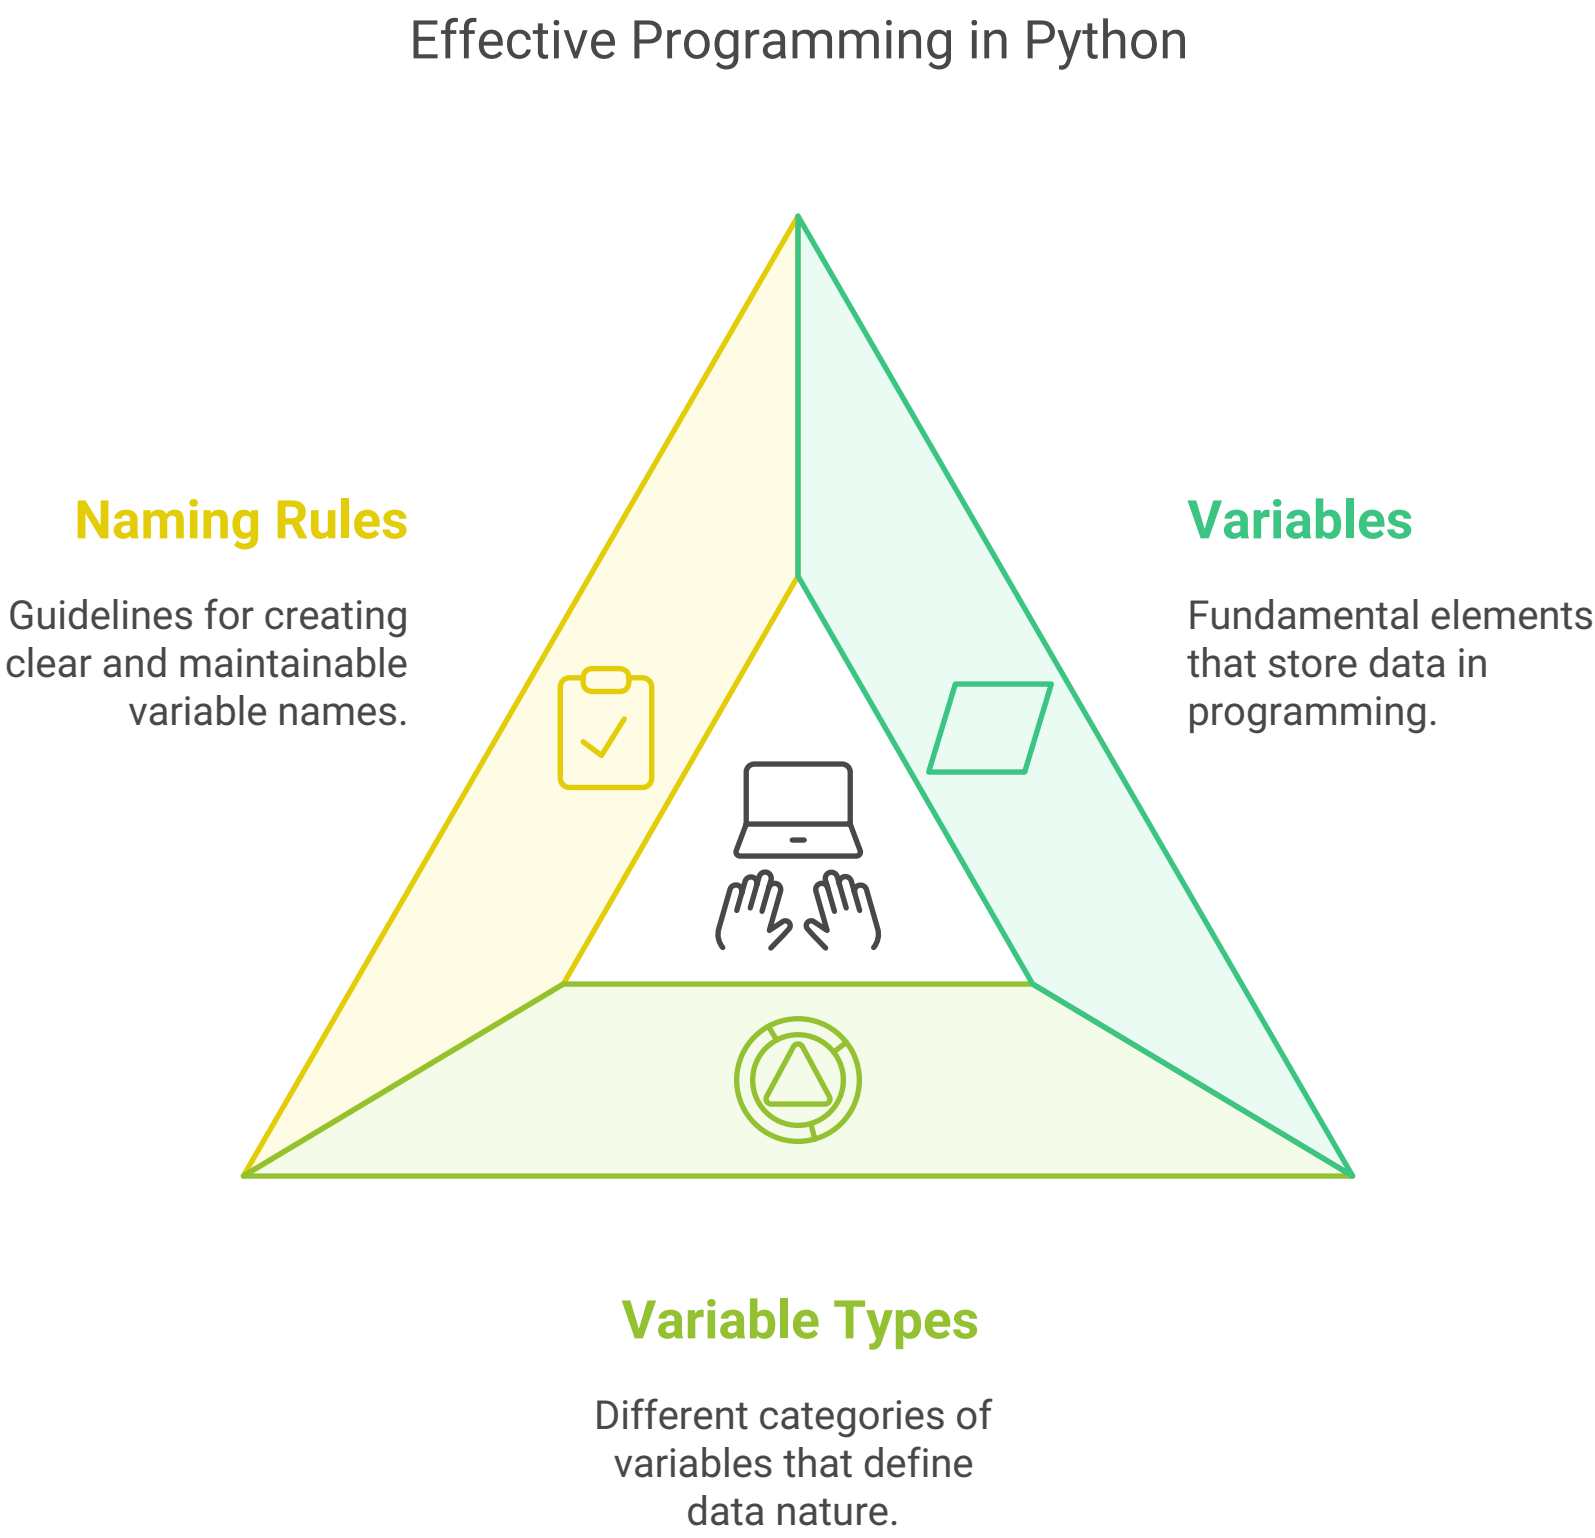 Effective Programming in Python
Naming Rules
Guidelines for creating
clear and maintainable
variable names.
Variables
Fundamental elements
that store data in
programming.
Variable Types
Different categories of
variables that define
data nature.